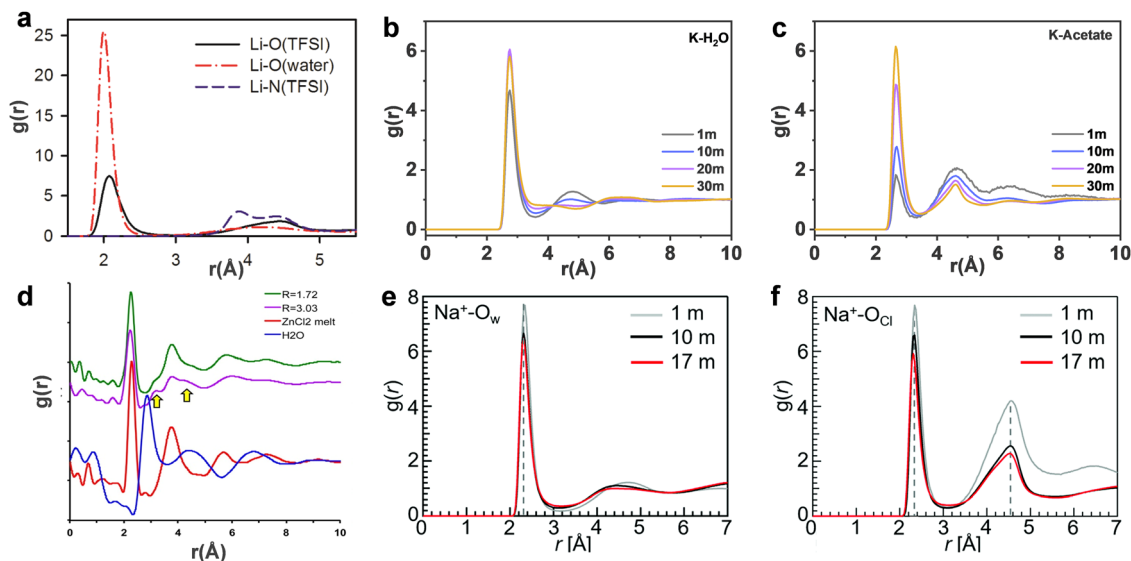 a
25
20
15
10
5
0
g(r)
2
3
4
5
r(Å)
Li-O(TFSI)
Li-O(water)
Li-N(TFSI)
b
6
4
2
0
g(r)
0
2
4
6
8
10
r(Å)
K-H₂O
1m
10m
20m
30m
c
6
4
2
0
g(r)
0
2
4
6
8
10
r(Å)
K-Acetate
1m
10m
20m
30m
d
g(r)
0
2
4
6
8
10
r(Å)
R=1.72
R=3.03
ZnCl2 melt
H2O
e
8
6
4
2
0
g(r)
0
1
2
3
4
5
6
7
r [Å]
Na⁺-Ow
1 m
10 m
17 m
f
8
6
4
2
0
g(r)
0
1
2
3
4
5
6
7
r [Å]
Na⁺-OCl
1 m
10 m
17 m